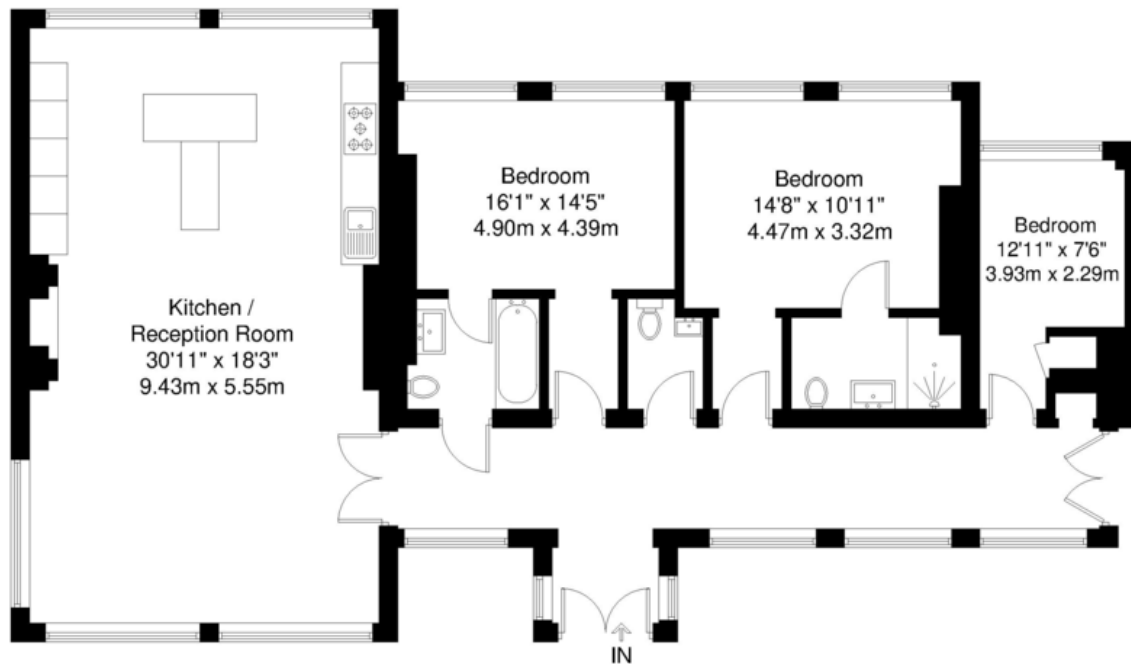 Bedroom
16'1" x 14'5"
4.90m x 4.39m
Bedroom
14'8" x 10'11"
4.47m x 3.32m
Bedroom
12'11" x 7'6"
3.93m x 2.29m
Kitchen /
Reception Room
30'11" x 18'3"
9.43m x 5.55m
IN